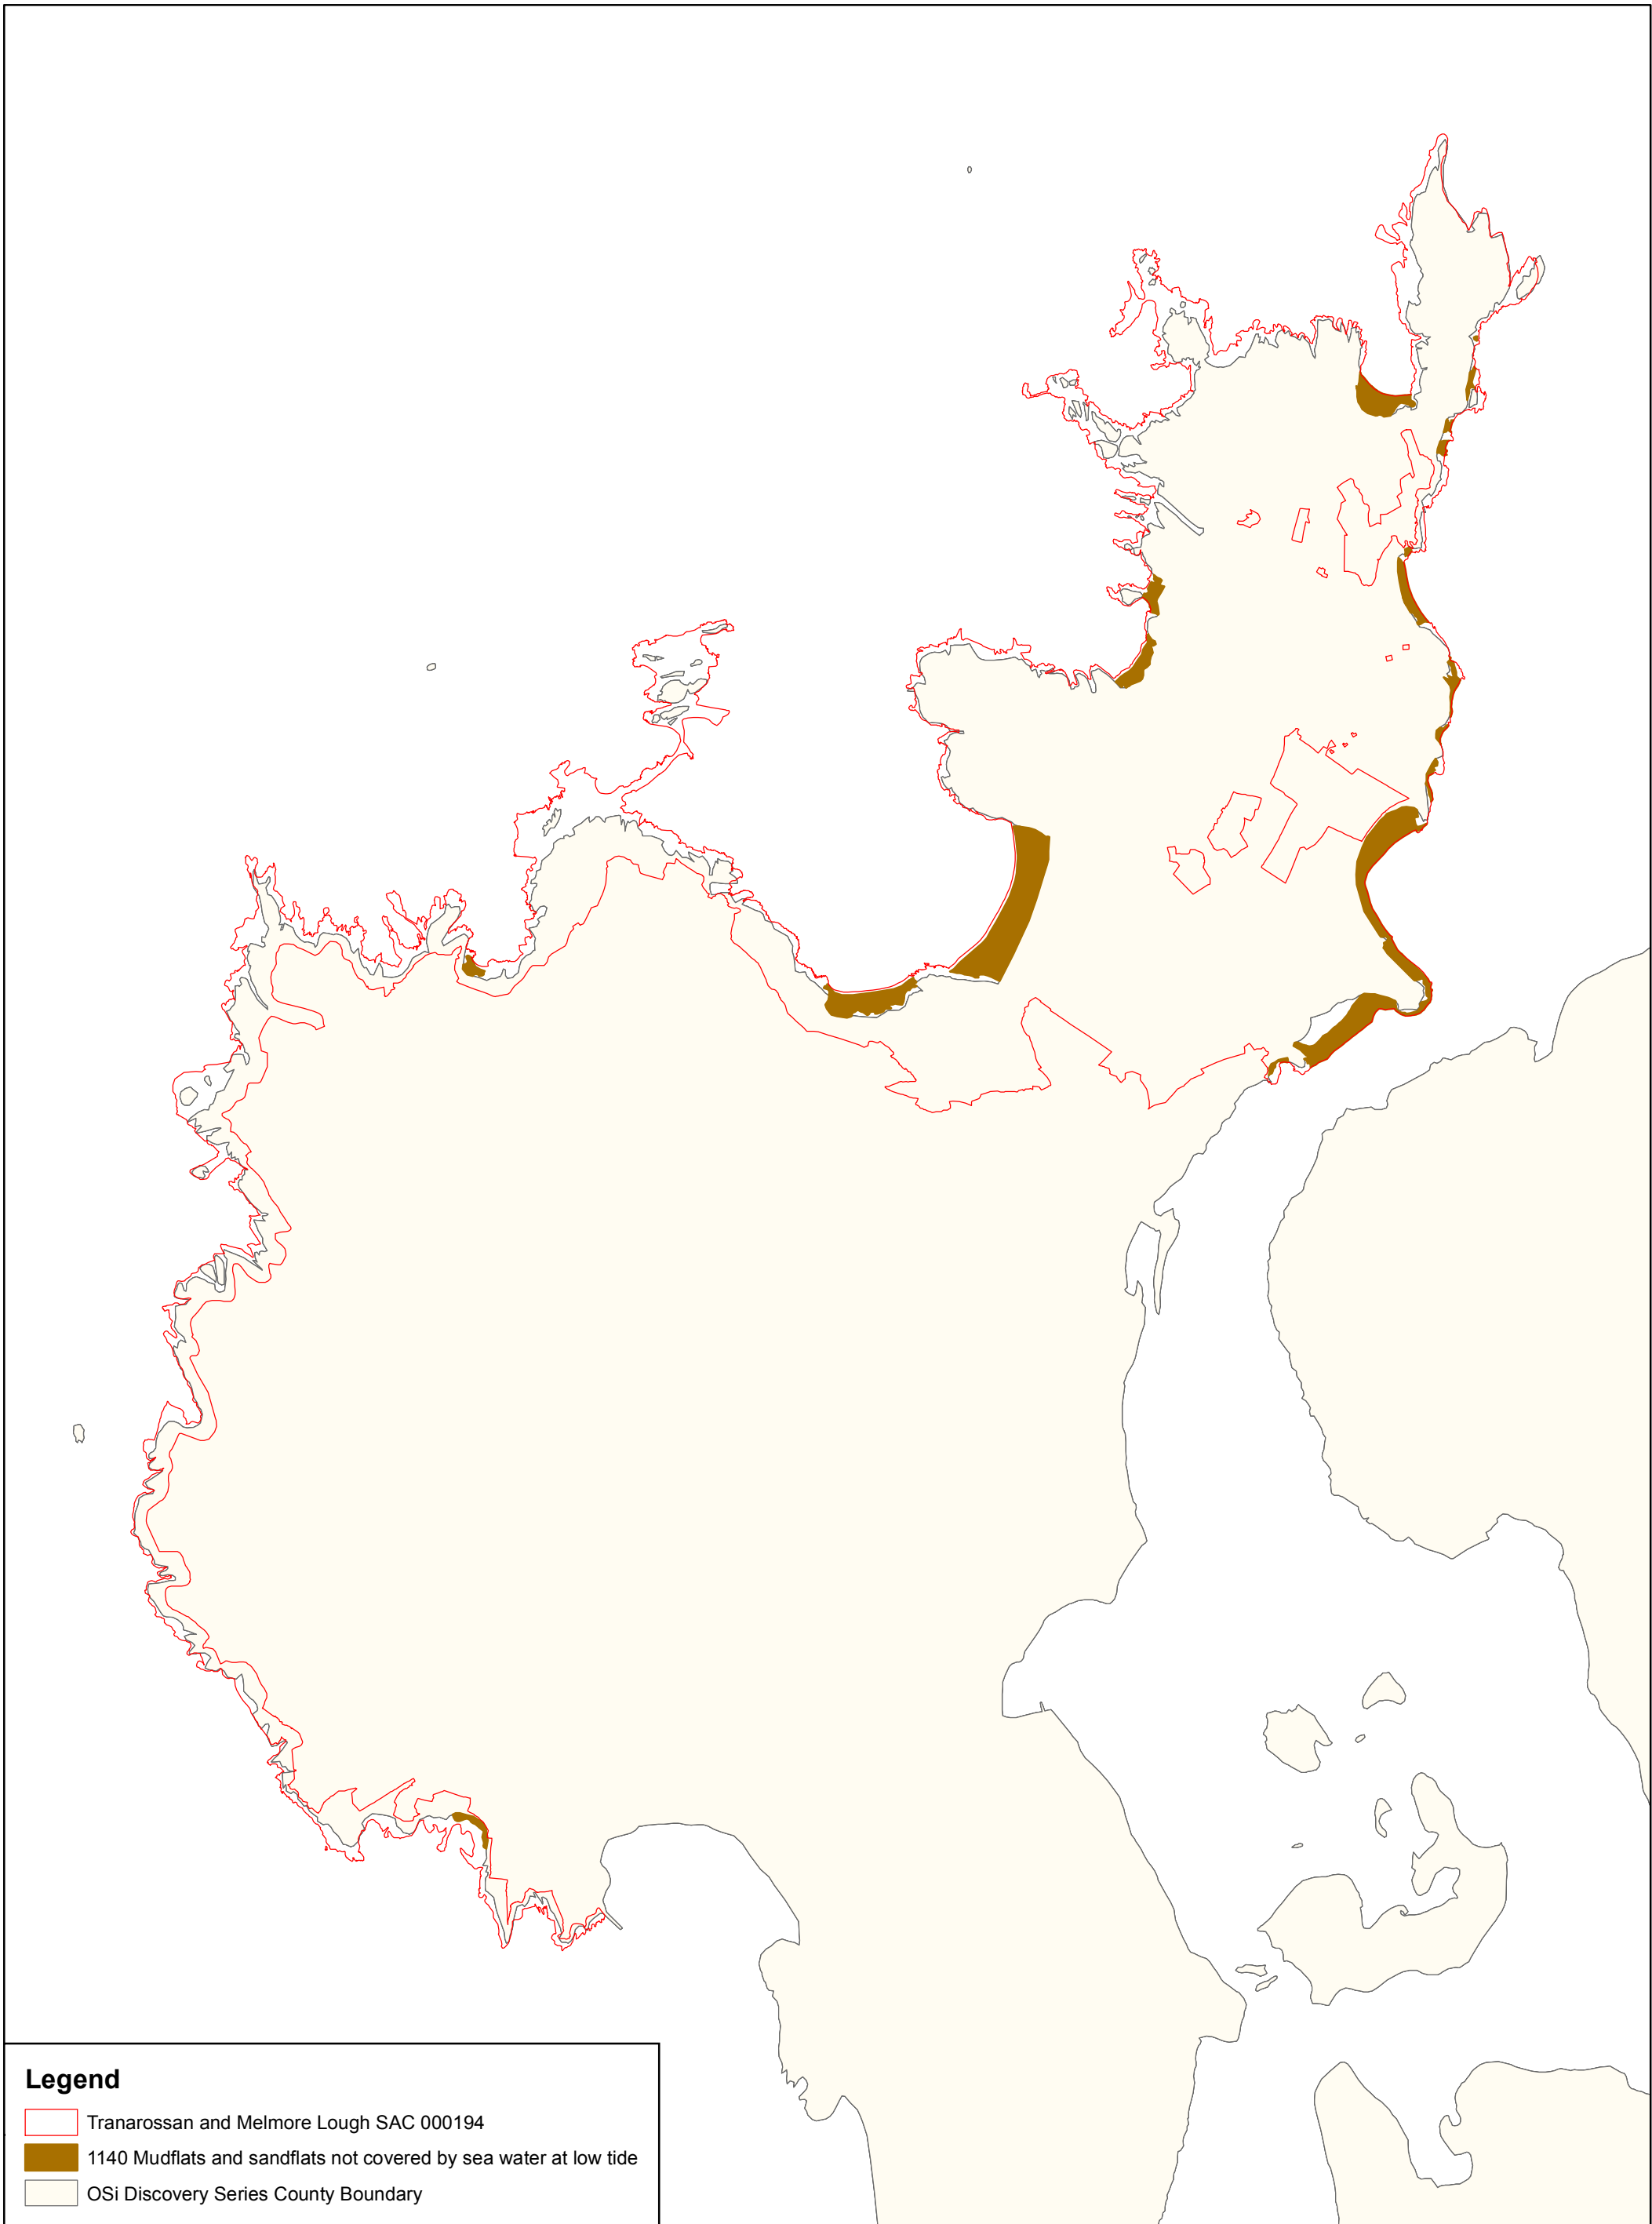 Legend
Tranarossan and Melmore Lough SAC 000194
1140 Mudflats and sandflats not covered by sea water at low tide
OSi Discovery Series County Boundary